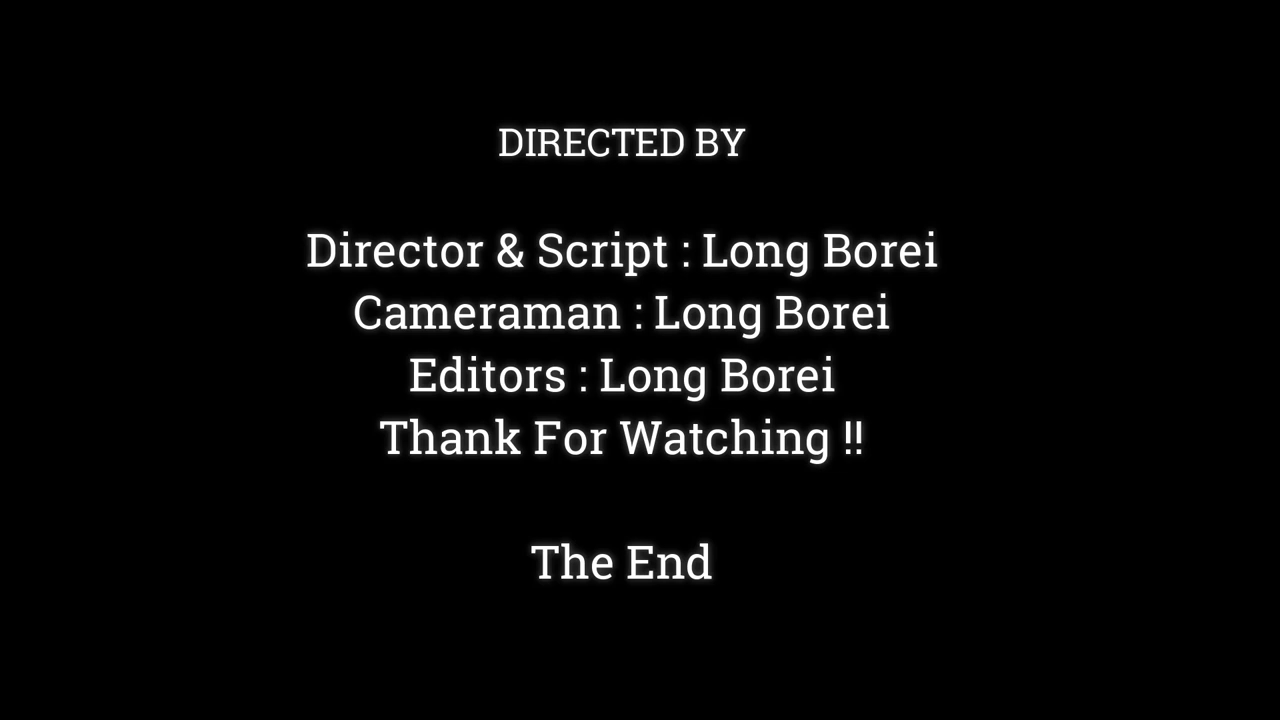 DIRECTED BY
Director & Script : Long Borei
Cameraman : Long Borei
Editors : Long Borei
Thank For Watching !!
The End